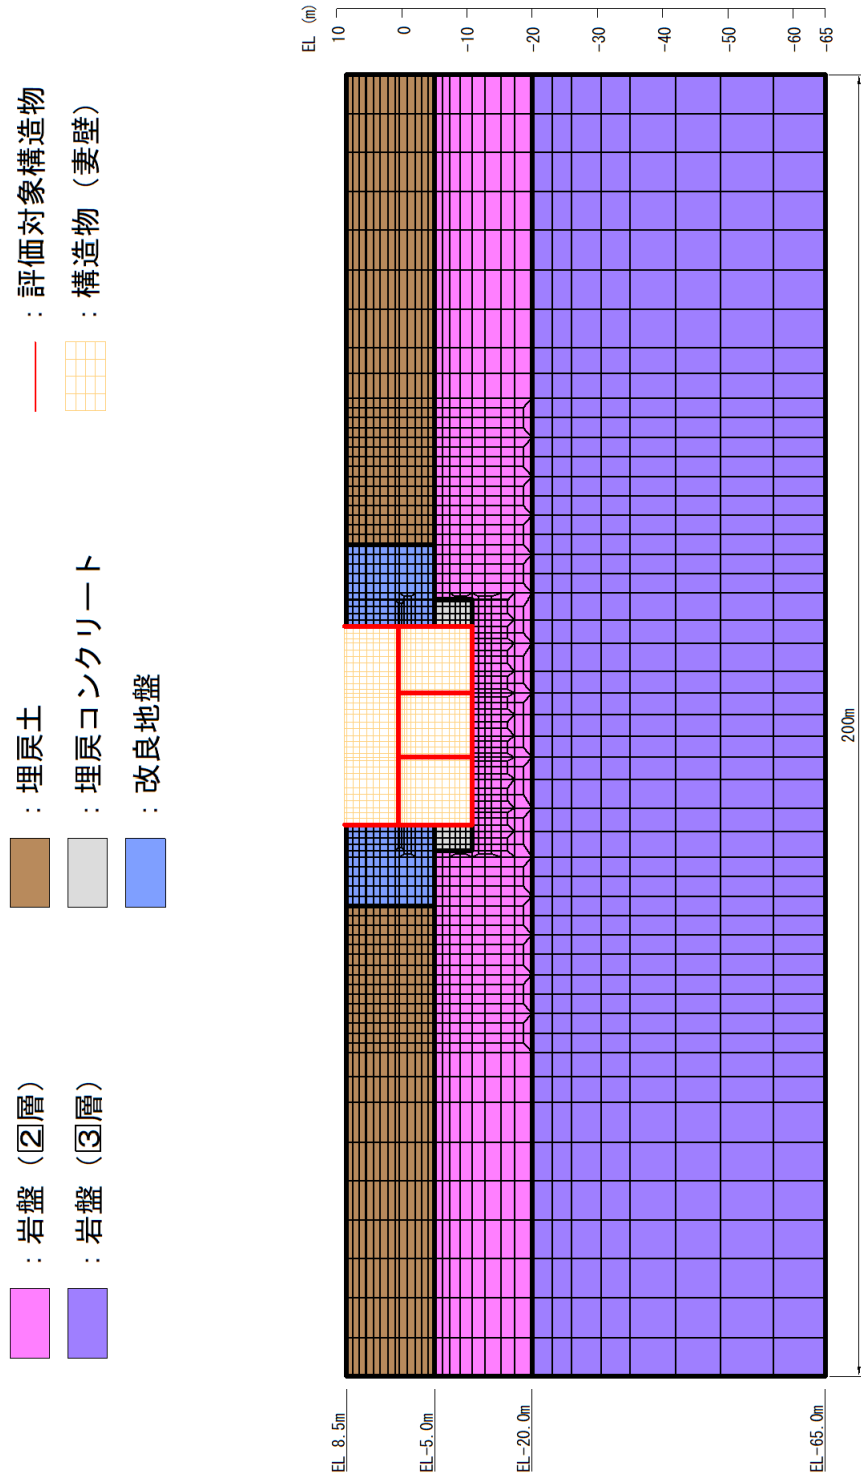 ：岩盤（②層）
：岩盤（③層）
：埋戻土
：埋戻コンクリート
：改良地盤
：評価対象構造物
：構造物（妻壁）
EL 8.5m
EL-5.0m
EL-20.0m
EL-65.0m
EL (m)
10
0
-10
-20
-30
-40
-50
-60
-65
200m